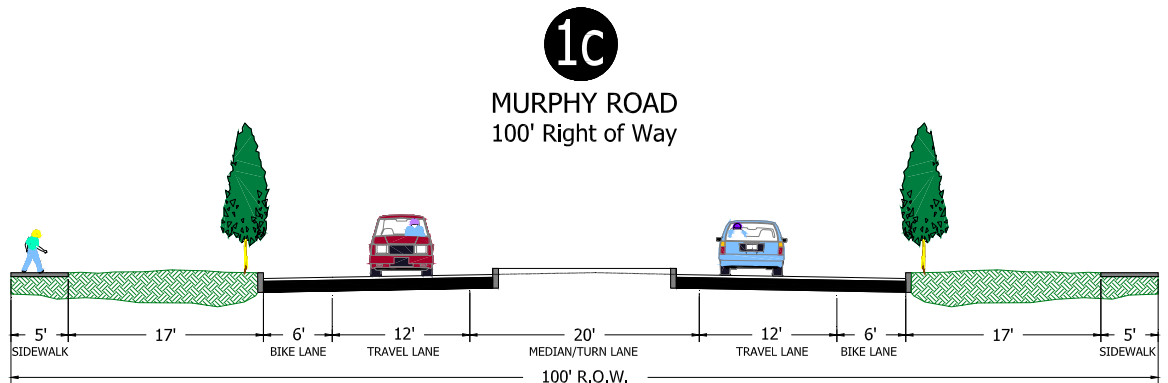 1c
MURPHY ROAD
100' Right of Way
5' 17' 6' 12' 20' 12' 6' 17' 5'
SIDEWALK BIKE LANE TRAVEL LANE MEDIAN/TURN LANE TRAVEL LANE BIKE LANE SIDEWALK
100' R.O.W.